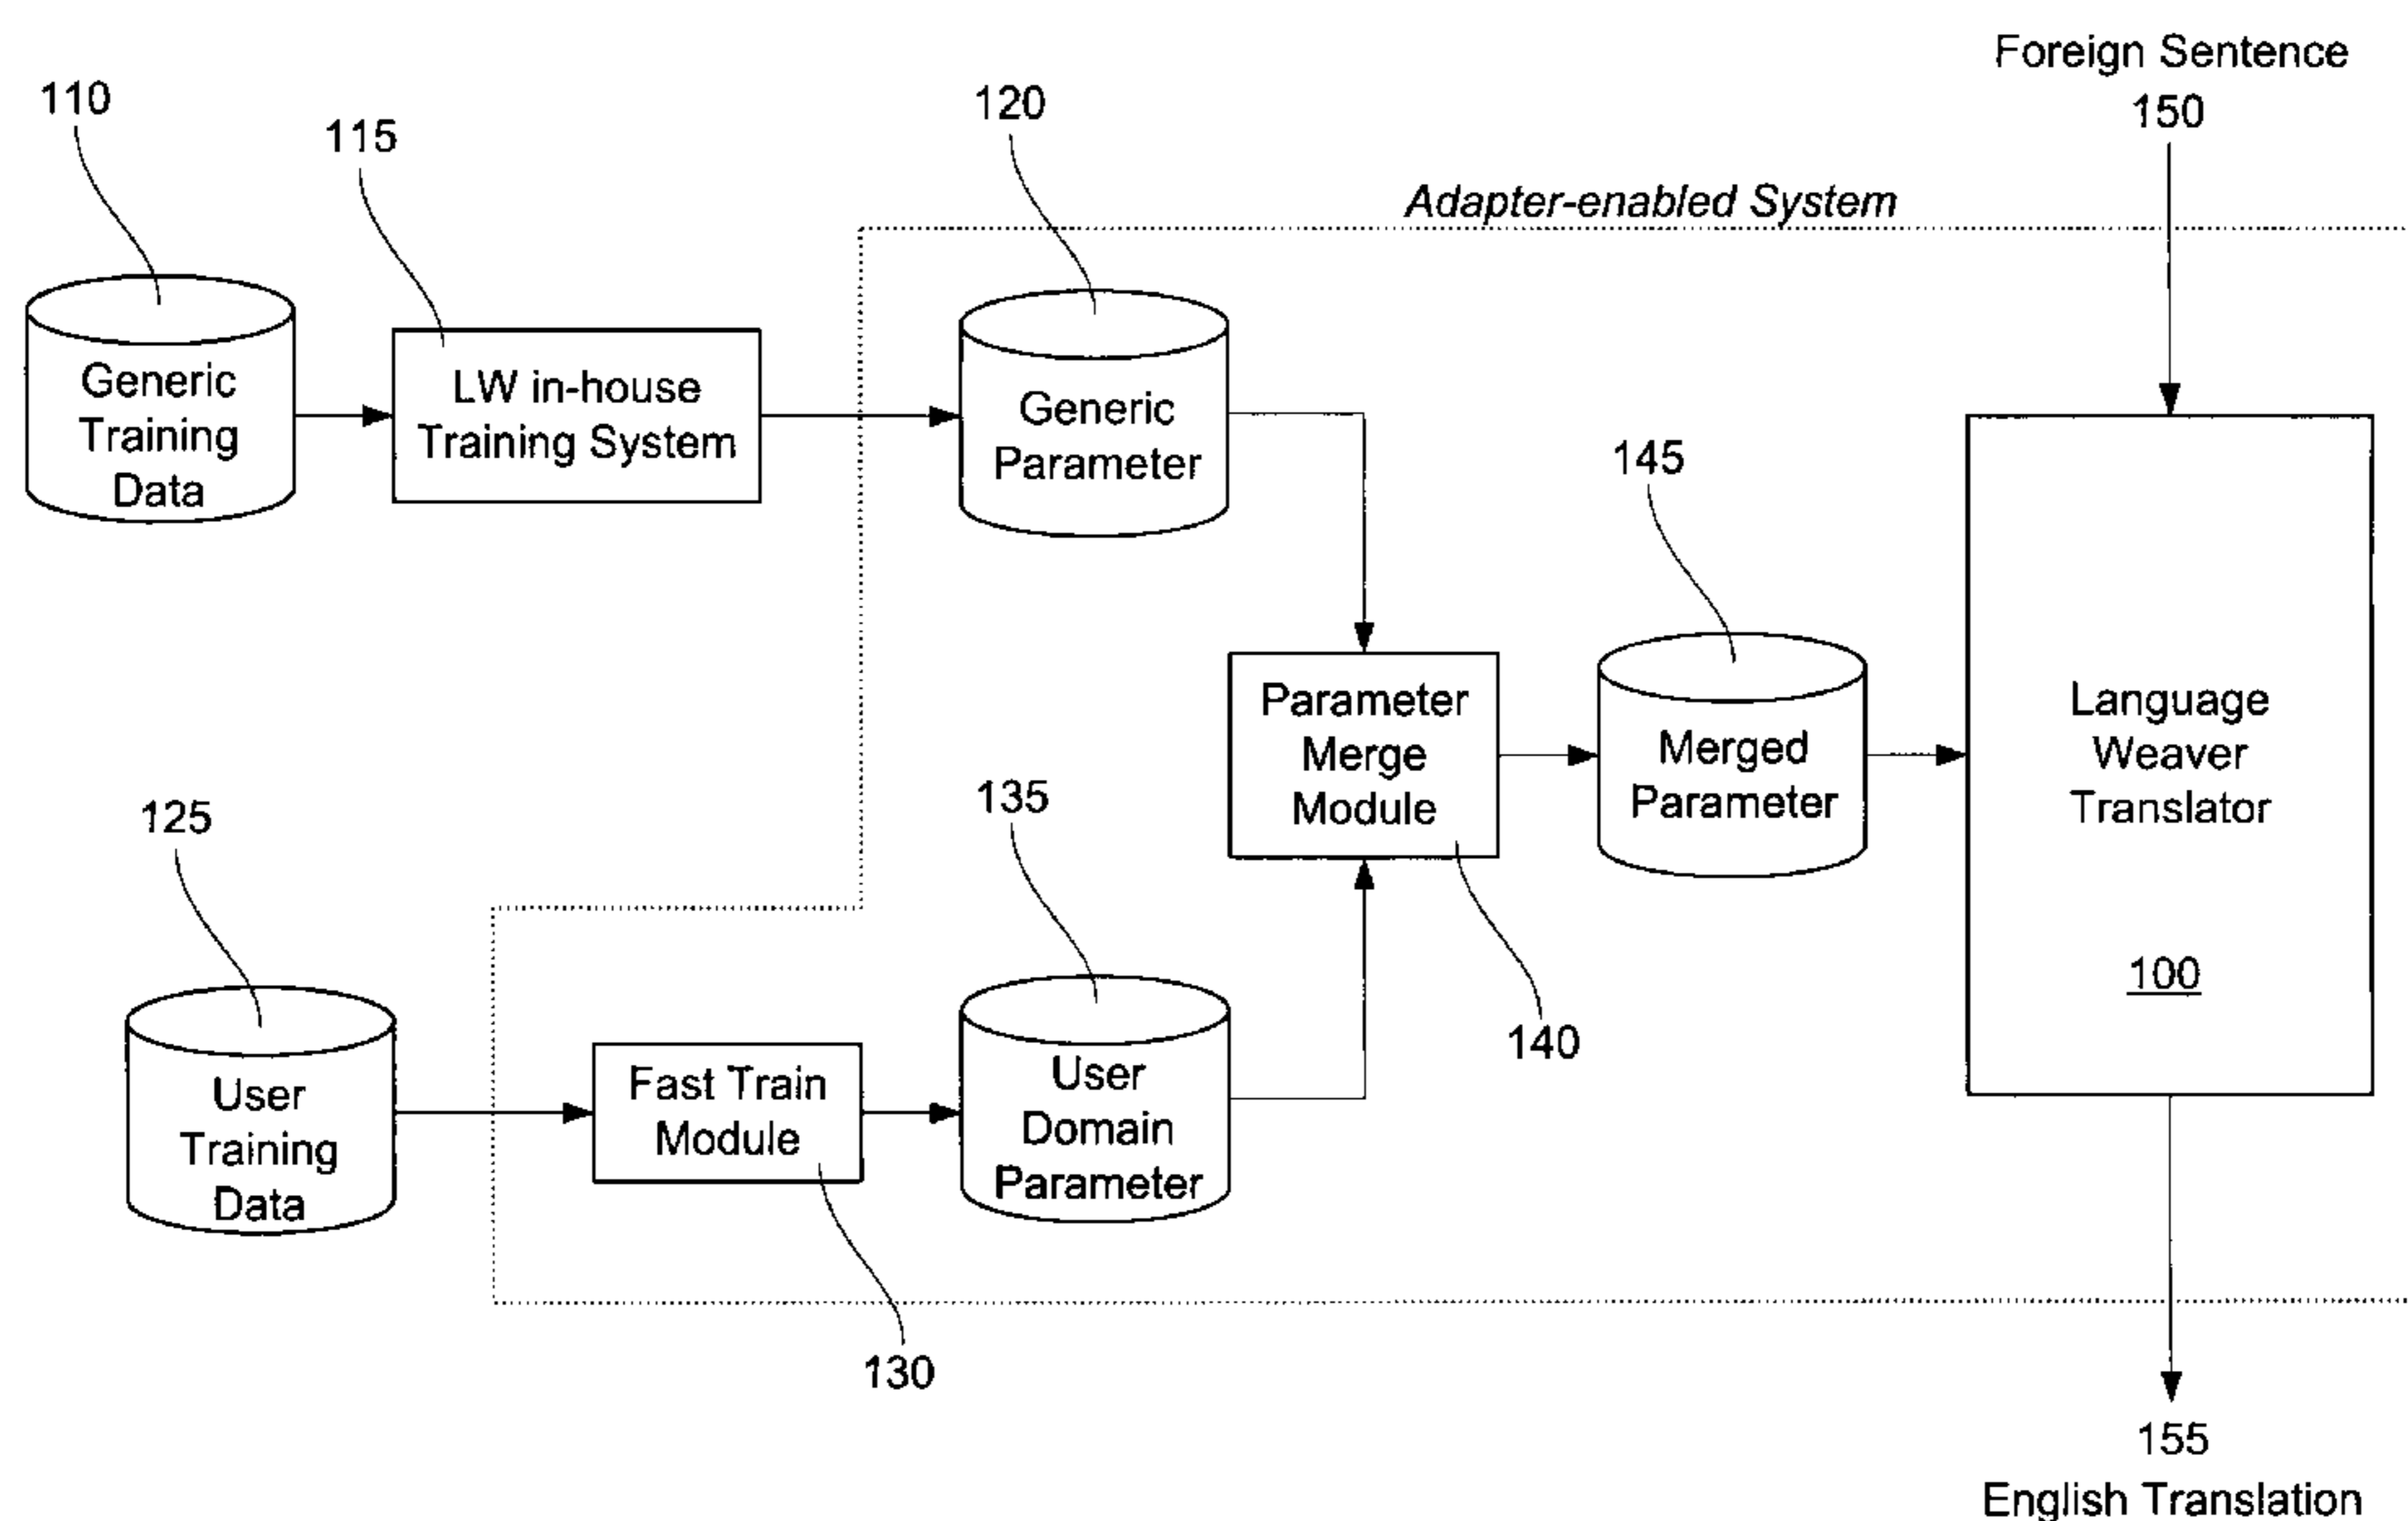 Foreign Sentence
150
110
115
120
Adapter-enabled System
Generic
Training
Data
LW in-house
Training System
Generic
Parameter
145
Parameter
Merge
Module
Merged
Parameter
Language
Weaver
Translator
100
125
135
140
User
Training
Data
Fast Train
Module
User
Domain
Parameter
130
155
English Translation